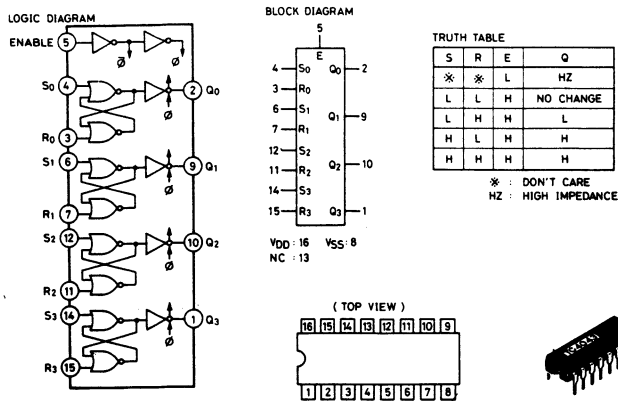 LOGIC DIAGRAM
ENABLE 5
Φ̄ Φ
S0 4
2 Q0
Φ
R0 3
S1 6
9 Q1
Φ
R1 7
S2 12
10 Q2
Φ
R2 11
S3 14
1 Q3
Φ
R3 15
BLOCK DIAGRAM
5
E
4 S0 Q0 2
3 R0
6 S1
Q1 9
7 R1
12 S2
Q2 10
11 R2
14 S3
15 R3 Q3 1
VDD : 16 VSS : 8
NC : 13
TRUTH TABLE
S R E Q
※ ※ L HZ
L L H NO CHANGE
L H H L
H L H H
H H H H
※ : DON'T CARE
HZ : HIGH IMPEDANCE
( TOP VIEW )
16 15 14 13 12 11 10 9
1 2 3 4 5 6 7 8